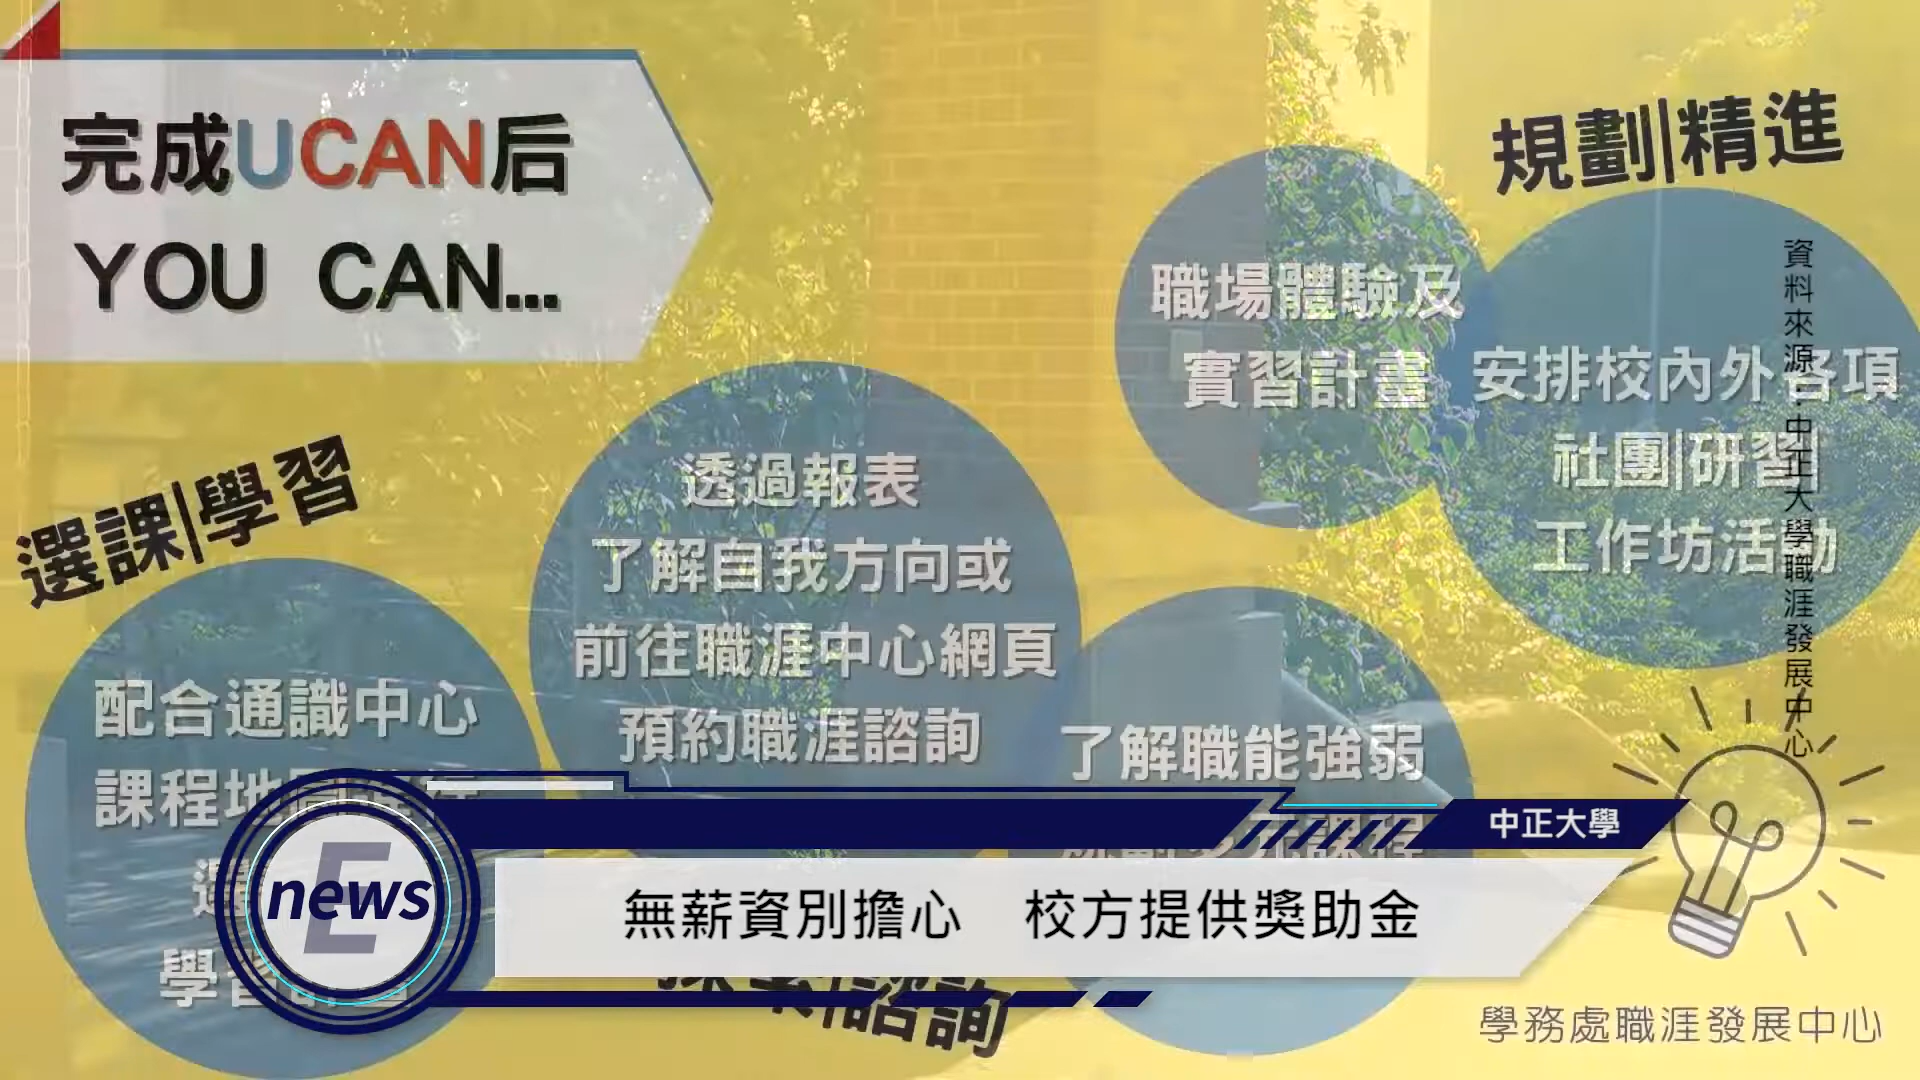 完成UCAN后
YOU CAN...
規劃|精進
職場體驗及
實習計畫
安排校內外各項
社團|研習|
工作坊活動
資料來源：中正大學職涯發展中心
選課|學習
透過報表
了解自我方向或
前往職涯中心網頁
預約職涯諮詢
配合通識中心
課程地圖進行
了解職能強弱
中正大學
E
news
無薪資別擔心 校方提供獎助金
學務處職涯發展中心